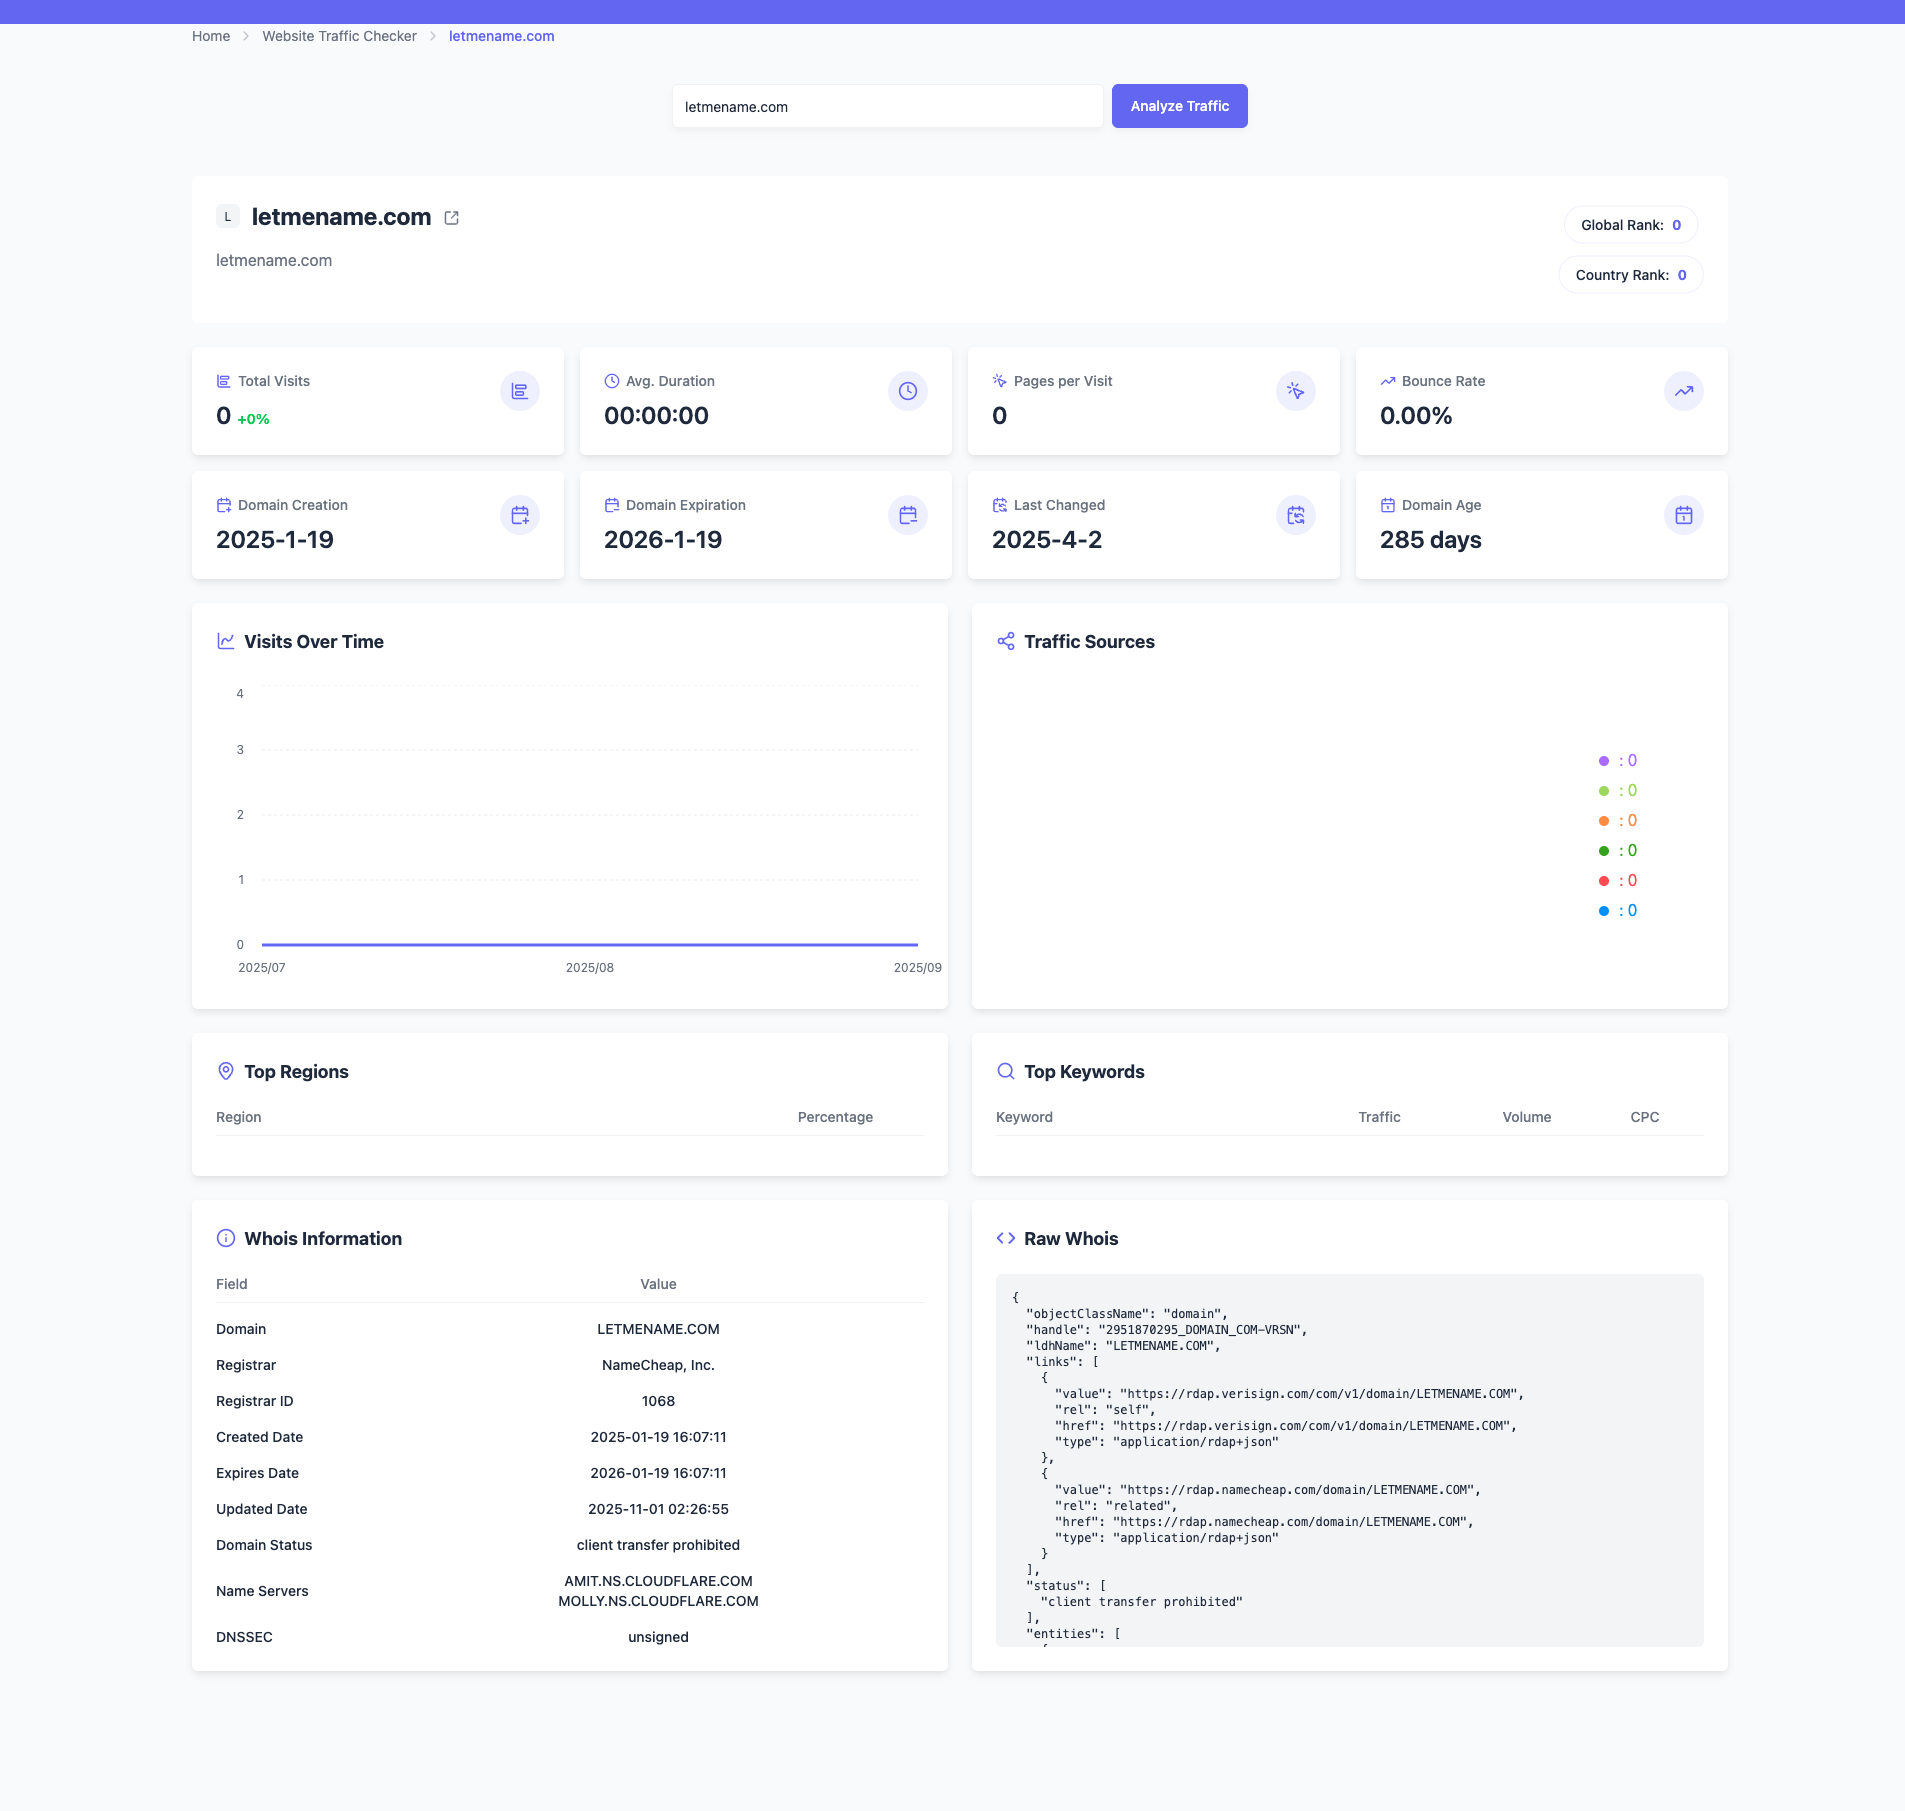 Home > Website Traffic Checker > letmename.com
letmename.com
Analyze Traffic
L letmename.com
letmename.com
Global Rank: 0
Country Rank: 0
Total Visits
0 +0%
Avg. Duration
00:00:00
Pages per Visit
0
Bounce Rate
0.00%
Domain Creation
2025-1-19
Domain Expiration
2026-1-19
Last Changed
2025-4-2
Domain Age
285 days
Visits Over Time
4
3
2
1
0
2025/07 2025/08 2025/09
Traffic Sources
: 0
: 0
: 0
: 0
: 0
: 0
Top Regions
Region Percentage
Top Keywords
Keyword Traffic Volume CPC
Whois Information
Field Value
Domain LETMENAME.COM
Registrar NameCheap, Inc.
Registrar ID 1068
Created Date 2025-01-19 16:07:11
Expires Date 2026-01-19 16:07:11
Updated Date 2025-11-01 02:26:55
Domain Status client transfer prohibited
Name Servers AMIT.NS.CLOUDFLARE.COM
MOLLY.NS.CLOUDFLARE.COM
DNSSEC unsigned
Raw Whois
{
"objectClassName": "domain",
"handle": "2951870295_DOMAIN_COM-VRSN",
"ldhName": "LETMENAME.COM",
"links": [
{
"value": "https://rdap.verisign.com/com/v1/domain/LETMENAME.COM",
"rel": "self",
"href": "https://rdap.verisign.com/com/v1/domain/LETMENAME.COM",
"type": "application/rdap+json"
},
{
"value": "https://rdap.namecheap.com/domain/LETMENAME.COM",
"rel": "related",
"href": "https://rdap.namecheap.com/domain/LETMENAME.COM",
"type": "application/rdap+json"
}
],
"status": [
"client transfer prohibited"
],
"entities": [